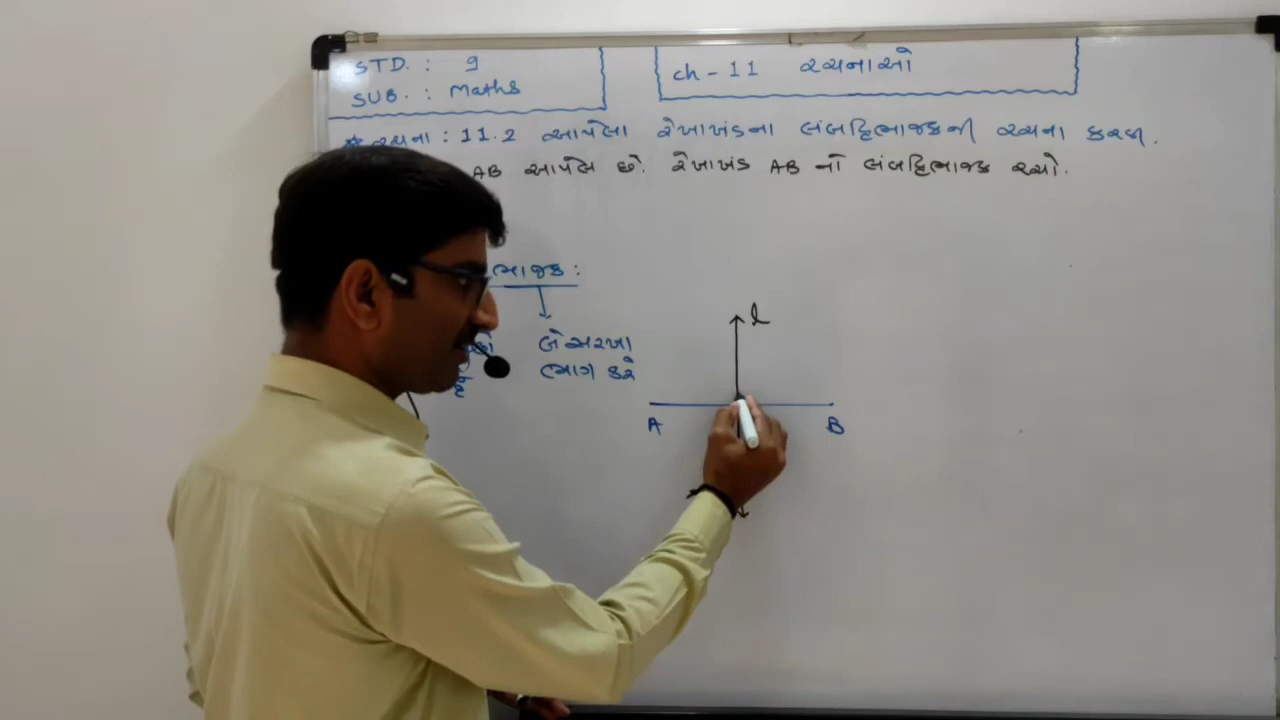 STD. : 9
SUB. : Maths
ch - 11 રચનાઓ
* રચના : 11.2 આપેલા રેખાખંડના લંબદ્વિભાજકની રચના કરવી.
AB આપેલ છે. રેખાખંડ AB નો લંબદ્વિભાજક રચો.
ભાજક :
બે સરખા
ભાગ કરે
l
A B